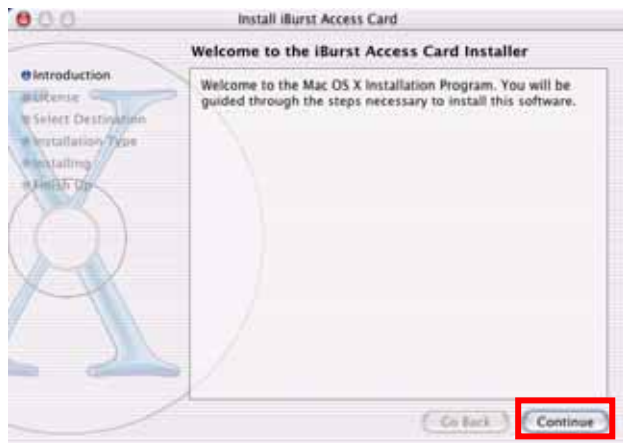 Install iBurst Access Card
Welcome to the iBurst Access Card Installer
Introduction
License
Select Destination
Installation Type
Installing
Finish Up
Welcome to the Mac OS X Installation Program. You will be
guided through the steps necessary to install this software.
Go Back
Continue